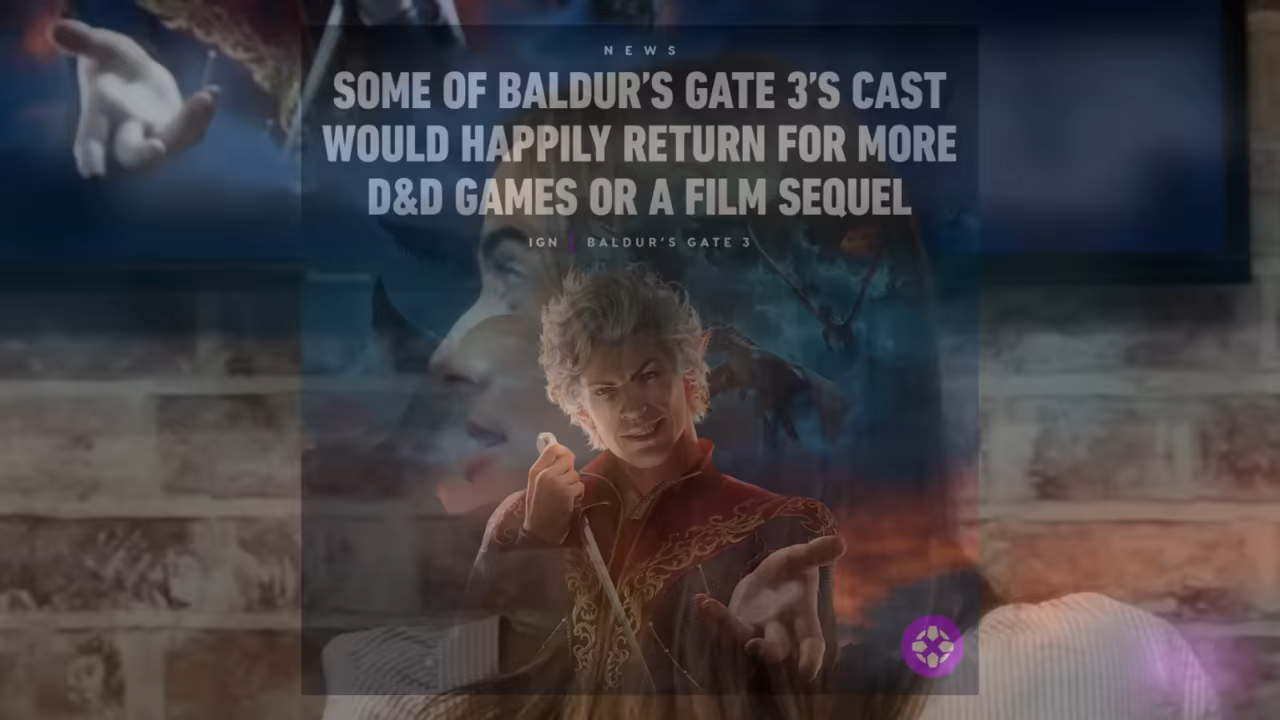 NEWS
SOME OF BALDUR'S GATE 3'S CAST
WOULD HAPPILY RETURN FOR MORE
D&D GAMES OR A FILM SEQUEL
IGN | BALDUR'S GATE 3